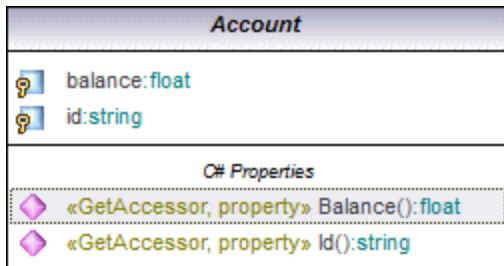 Account
balance:float
id:string
C# Properties
«GetAccessor, property» Balance():float
«GetAccessor, property» Id():string